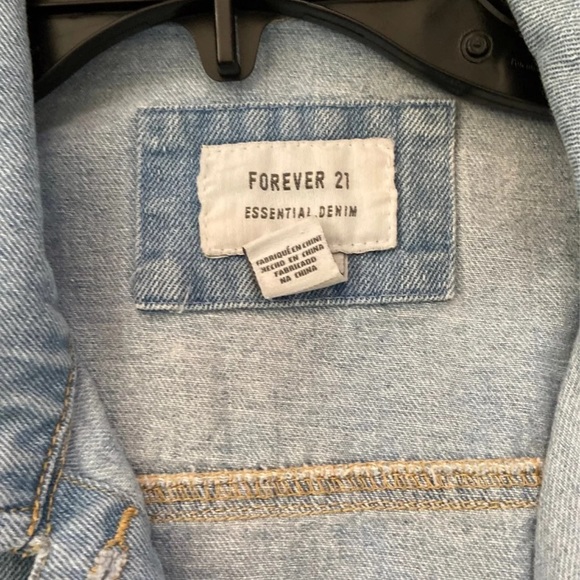 FOREVER 21
ESSENTIAL DENIM
FABRIQUÉ EN CHINE
HECHO EN CHINA
FABRICADO
NA CHINA